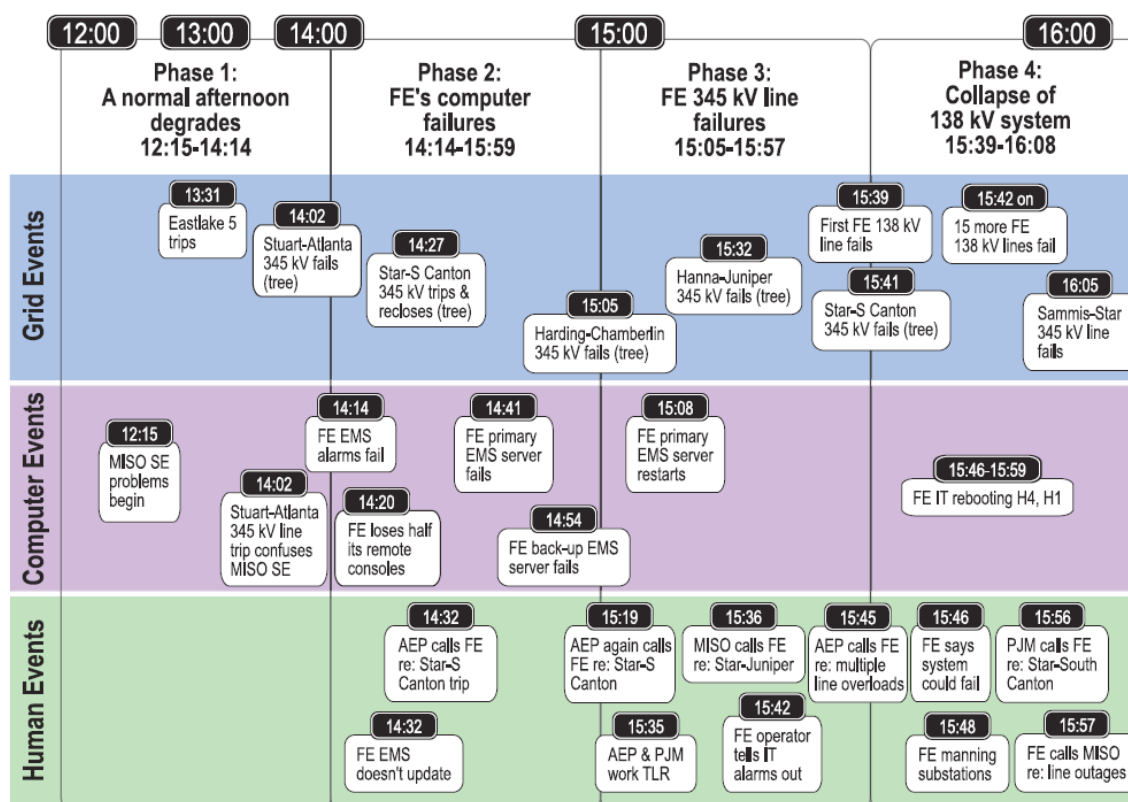 12:00
13:00
14:00
15:00
16:00
Phase 1:
A normal afternoon
degrades
12:15-14:14
Phase 2:
FE's computer
failures
14:14-15:59
Phase 3:
FE 345 kV line
failures
15:05-15:57
Phase 4:
Collapse of
138 kV system
15:39-16:08
Grid Events
13:31
Eastlake 5
trips
14:02
Stuart-Atlanta
345 kV fails
(tree)
14:27
Star-S Canton
345 kV trips &
recloses (tree)
15:05
Harding-Chamberlin
345 kV fails (tree)
15:32
Hanna-Juniper
345 kV fails (tree)
15:39
First FE 138 kV
line fails
15:41
Star-S Canton
345 kV fails (tree)
15:42 on
15 more FE
138 kV lines fail
16:05
Sammis-Star
345 kV line
fails
Computer Events
12:15
MISO SE
problems
begin
14:02
Stuart-Atlanta
345 kV line
trip confuses
MISO SE
14:14
FE EMS
alarms fail
14:20
FE loses half
its remote
consoles
14:41
FE primary
EMS server
fails
14:54
FE back-up EMS
server fails
15:08
FE primary
EMS server
restarts
15:46-15:59
FE IT rebooting H4, H1
Human Events
14:32
AEP calls FE
re: Star-S
Canton trip
14:32
FE EMS
doesn't update
15:19
AEP again calls
FE re: Star-S
Canton
15:35
AEP & PJM
work TLR
15:36
MISO calls FE
re: Star-Juniper
15:42
FE operator
tells IT
alarms out
15:45
AEP calls FE
re: multiple
line overloads
15:46
FE says
system
could fail
15:48
FE manning
substations
15:56
PJM calls FE
re: Star-South
Canton
15:57
FE calls MISO
re: line outages